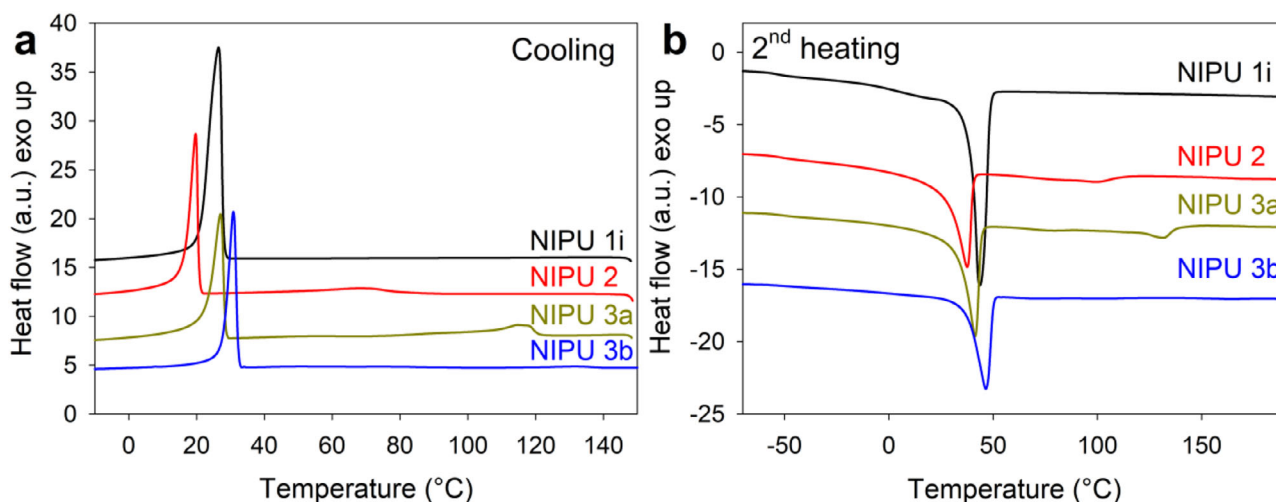 a
Cooling
Heat flow (a.u.) exo up
40
35
30
25
20
15
10
5
0
NIPU 1i
NIPU 2
NIPU 3a
NIPU 3b
0 20 40 60 80 100 120 140
Temperature (°C)
b
2nd heating
Heat flow (a.u.) exo up
0
-5
-10
-15
-20
-25
NIPU 1i
NIPU 2
NIPU 3a
NIPU 3b
-50 0 50 100 150
Temperature (°C)